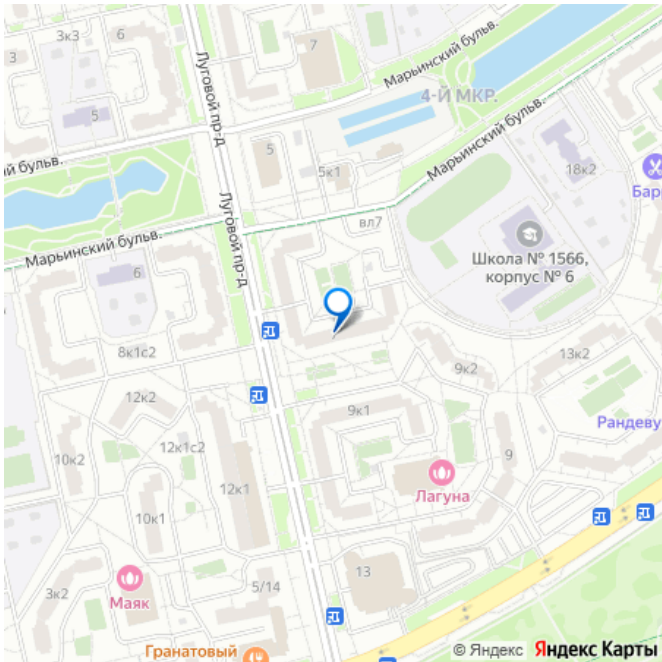 3к3
6
3
7
Марьинский бульв.
4-Й МКР.
Луговой пр-д
5
5
5к1
18к2
Марьинский бульв.
ий бульв.
Бар
Луговой пр-д
вл7
Школа № 1566,
корпус № 6
Марьинский бульв.
6
8к1с2
9к2
13к2
12к2
9к1
Рандеву
12к1с2
10к2
9
12к1
Лагуна
10к1
13
5/14
3к2
Маяк
Гранатовый
© Яндекс Яндекс Карты